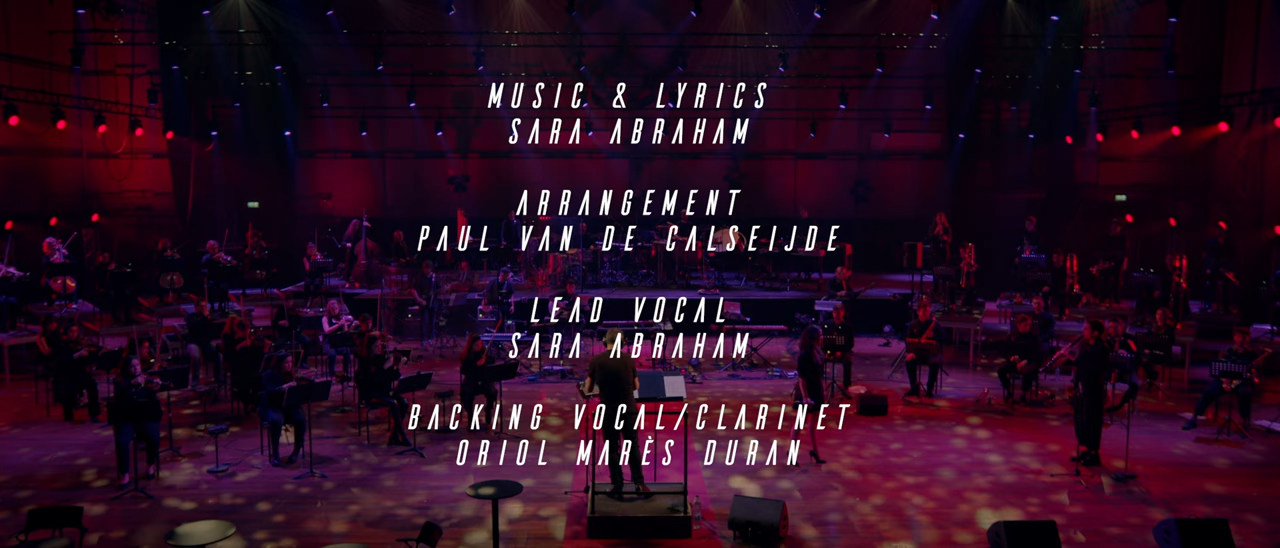 MUSIC & LYRICS
SARA ABRAHAM
ARRANGEMENT
PAUL VAN DE CALSEIJDE
LEAD VOCAL
SARA ABRAHAM
BACKING VOCAL/CLARINET
ORIOL MARÈS DURAN